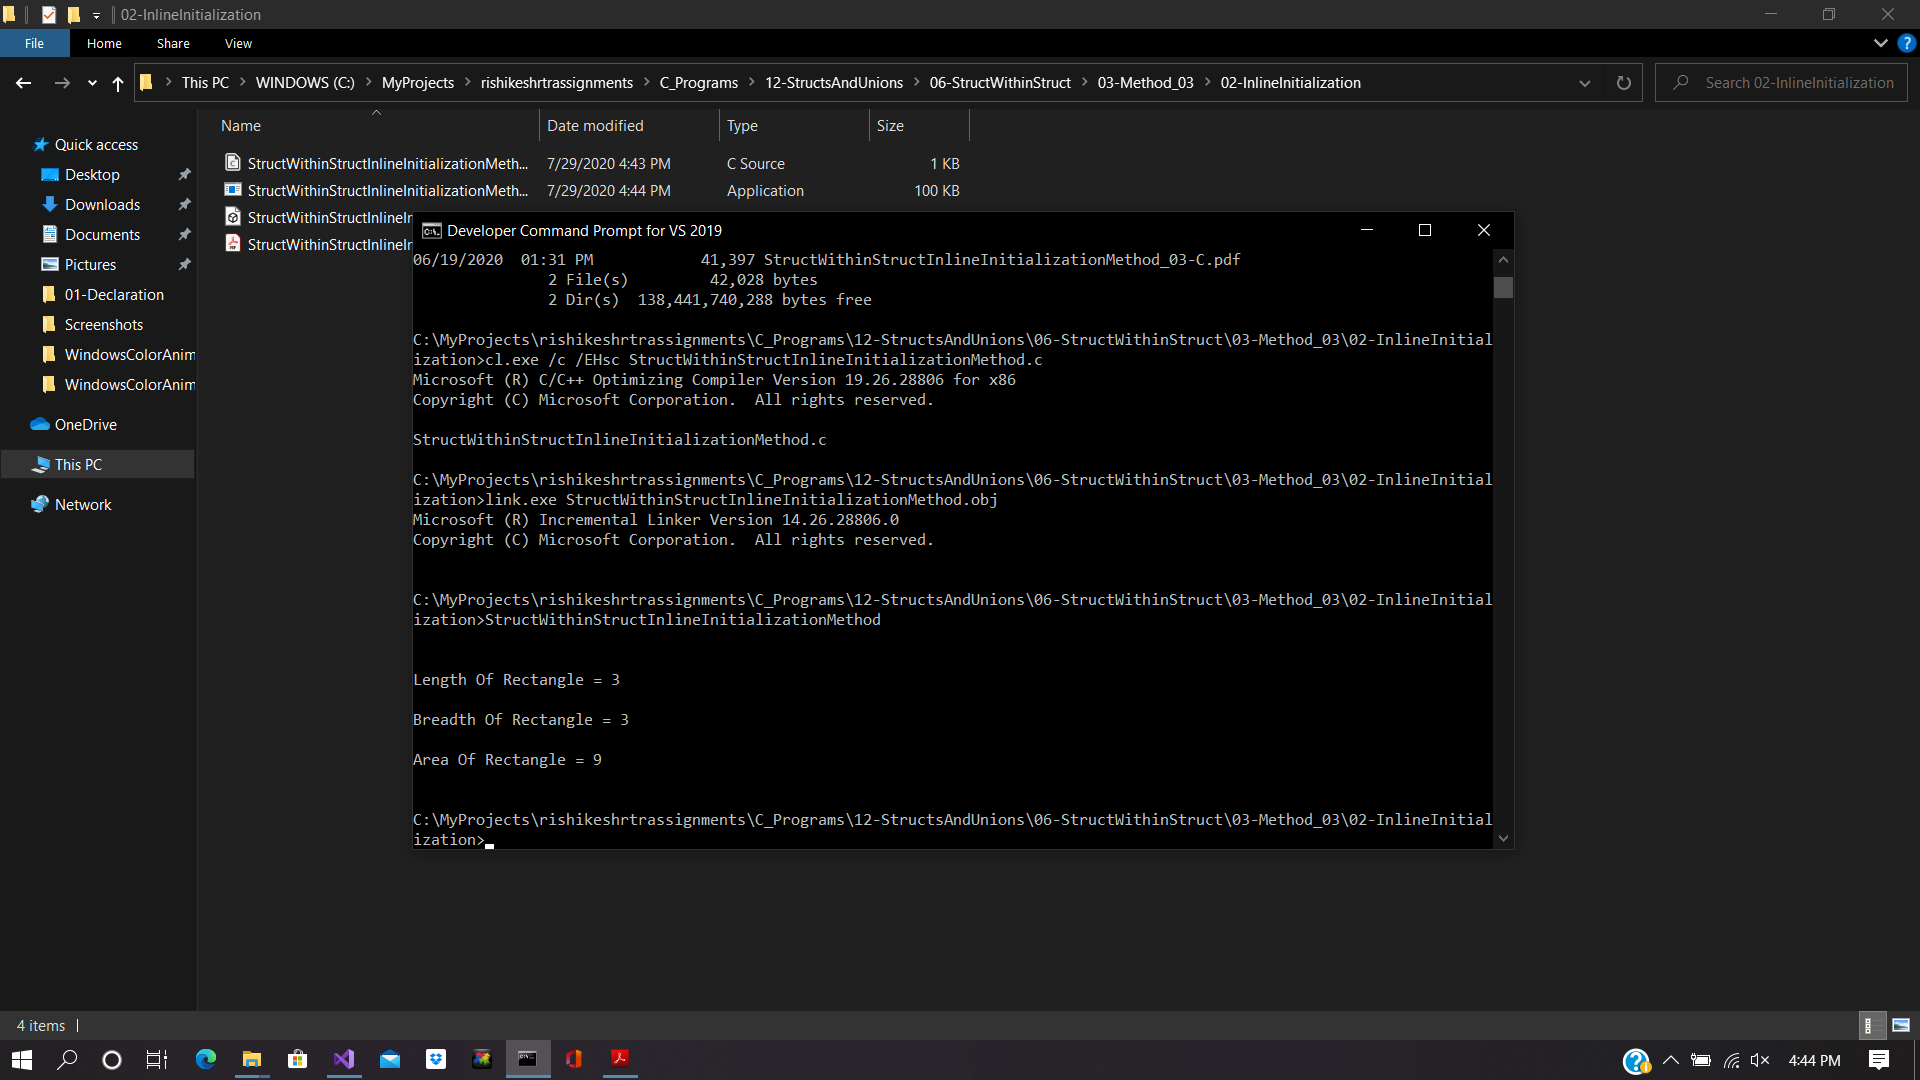 02-InlineInitialization
File Home Share View
This PC WINDOWS (C:) MyProjects rishikeshrtrassignments C_Programs 12-StructsAndUnions 06-StructWithinStruct 03-Method_03 02-InlineInitialization
Search 02-InlineInitialization
Name Date modified Type Size
StructWithinStructInlineInitializationMeth... 7/29/2020 4:43 PM C Source 1 KB
StructWithinStructInlineInitializationMeth... 7/29/2020 4:44 PM Application 100 KB
StructWithinStructInlineIr
StructWithinStructInlineIr
Quick access
Desktop
Downloads
Documents
Pictures
01-Declaration
Screenshots
WindowsColorAnim
WindowsColorAnim
OneDrive
This PC
Network
Developer Command Prompt for VS 2019
06/19/2020  01:31 PM            41,397 StructWithinStructInlineInitializationMethod_03-C.pdf
               2 File(s)         42,028 bytes
               2 Dir(s)  138,441,740,288 bytes free
C:\MyProjects\rishikeshrtrassignments\C_Programs\12-StructsAndUnions\06-StructWithinStruct\03-Method_03\02-InlineInitial
ization>cl.exe /c /EHsc StructWithinStructInlineInitializationMethod.c
Microsoft (R) C/C++ Optimizing Compiler Version 19.26.28806 for x86
Copyright (C) Microsoft Corporation.  All rights reserved.
StructWithinStructInlineInitializationMethod.c
C:\MyProjects\rishikeshrtrassignments\C_Programs\12-StructsAndUnions\06-StructWithinStruct\03-Method_03\02-InlineInitial
ization>link.exe StructWithinStructInlineInitializationMethod.obj
Microsoft (R) Incremental Linker Version 14.26.28806.0
Copyright (C) Microsoft Corporation.  All rights reserved.
C:\MyProjects\rishikeshrtrassignments\C_Programs\12-StructsAndUnions\06-StructWithinStruct\03-Method_03\02-InlineInitial
ization>StructWithinStructInlineInitializationMethod
Length Of Rectangle = 3
Breadth Of Rectangle = 3
Area Of Rectangle = 9
C:\MyProjects\rishikeshrtrassignments\C_Programs\12-StructsAndUnions\06-StructWithinStruct\03-Method_03\02-InlineInitial
ization>
4 items
4:44 PM